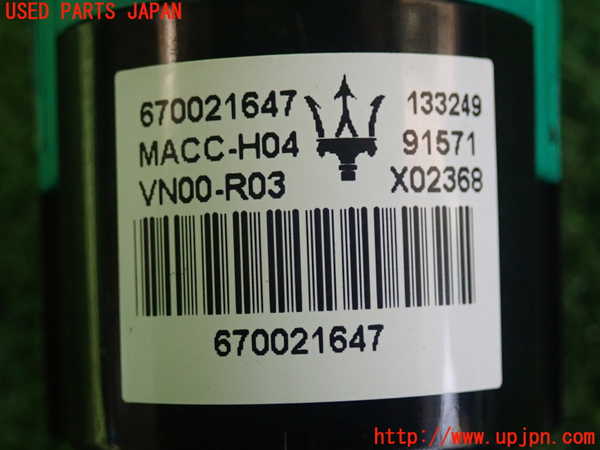 USED PARTS JAPAN
670021647 133249
MACC-H04 91571
VN00-R03 X02368
670021647
http://www.upjpn.com